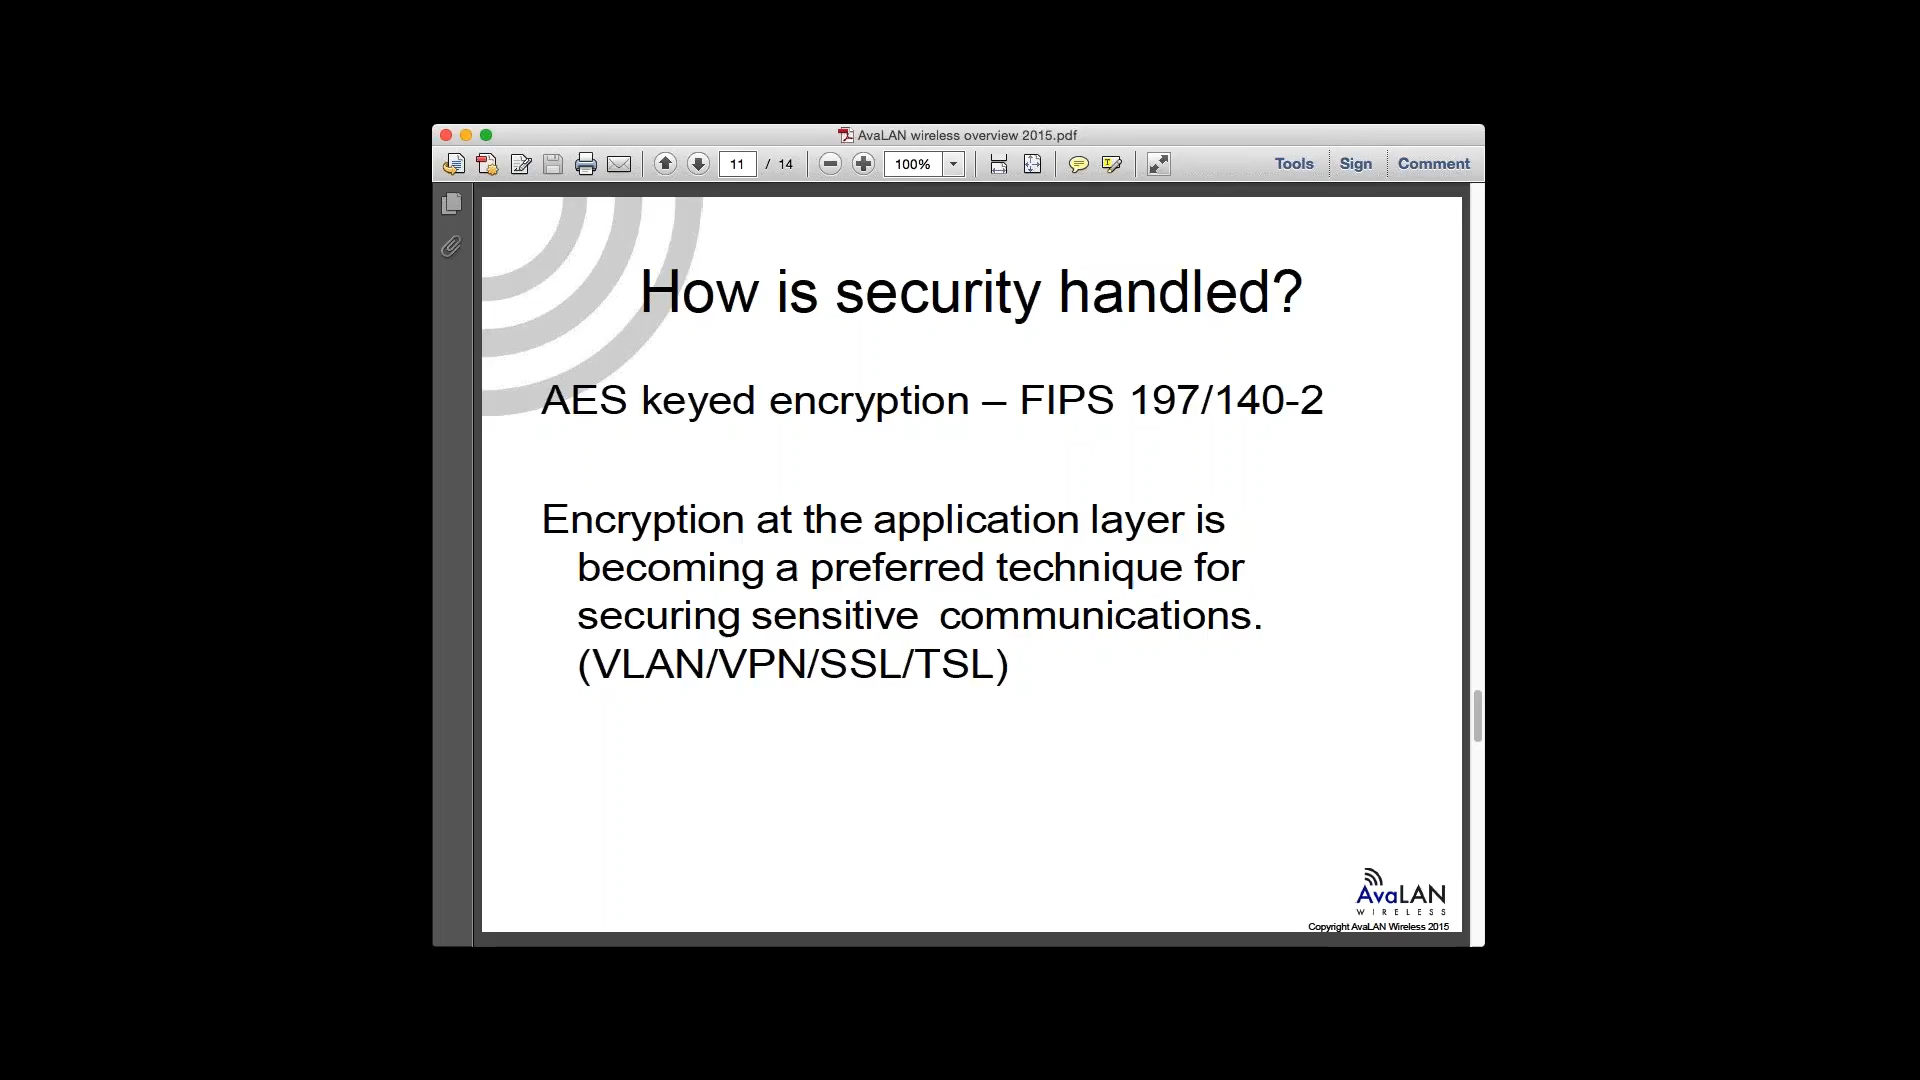 AvaLAN wireless overview 2015.pdf
11 / 14 100% Tools Sign Comment
How is security handled?
AES keyed encryption – FIPS 197/140-2
Encryption at the application layer is
becoming a preferred technique for
securing sensitive communications.
(VLAN/VPN/SSL/TSL)
AvaLAN
WIRELESS
Copyright AvaLAN Wireless 2015